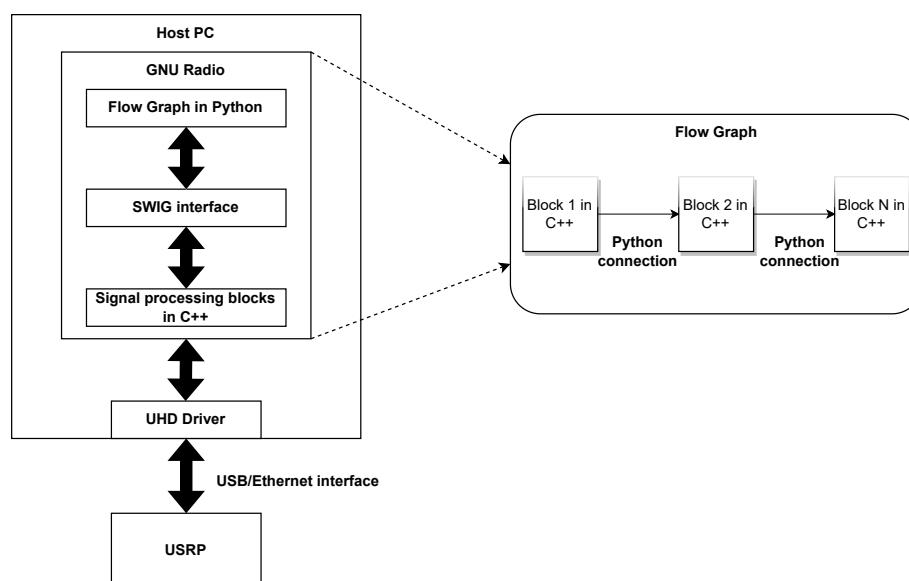 Host PC
GNU Radio
Flow Graph in Python
SWIG interface
Signal processing blocks
in C++
UHD Driver
USB/Ethernet interface
USRP
Flow Graph
Block 1 in
C++
Python
connection
Block 2 in
C++
Python
connection
Block N in
C++